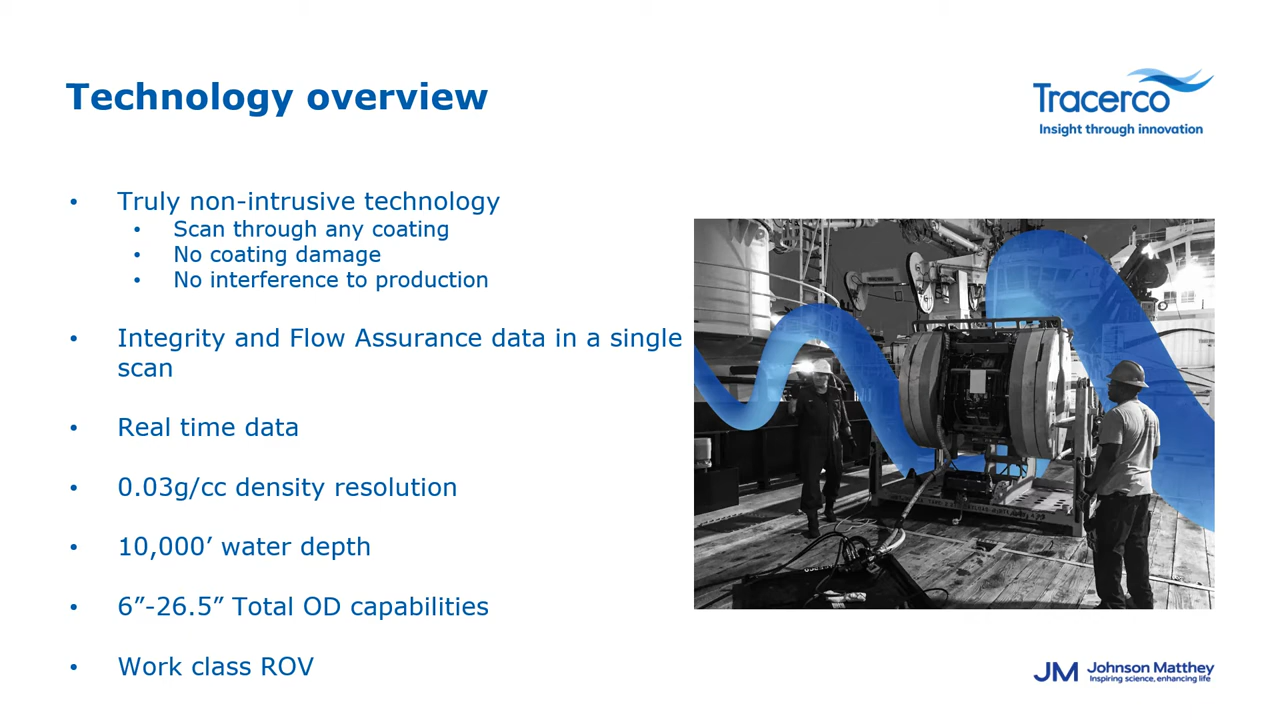 Technology overview
Tracerco
Insight through innovation
• Truly non-intrusive technology
• Scan through any coating
• No coating damage
• No interference to production
• Integrity and Flow Assurance data in a single
scan
• Real time data
• 0.03g/cc density resolution
• 10,000’ water depth
• 6”-26.5” Total OD capabilities
• Work class ROV
JM Johnson Matthey
Inspiring science, enhancing life